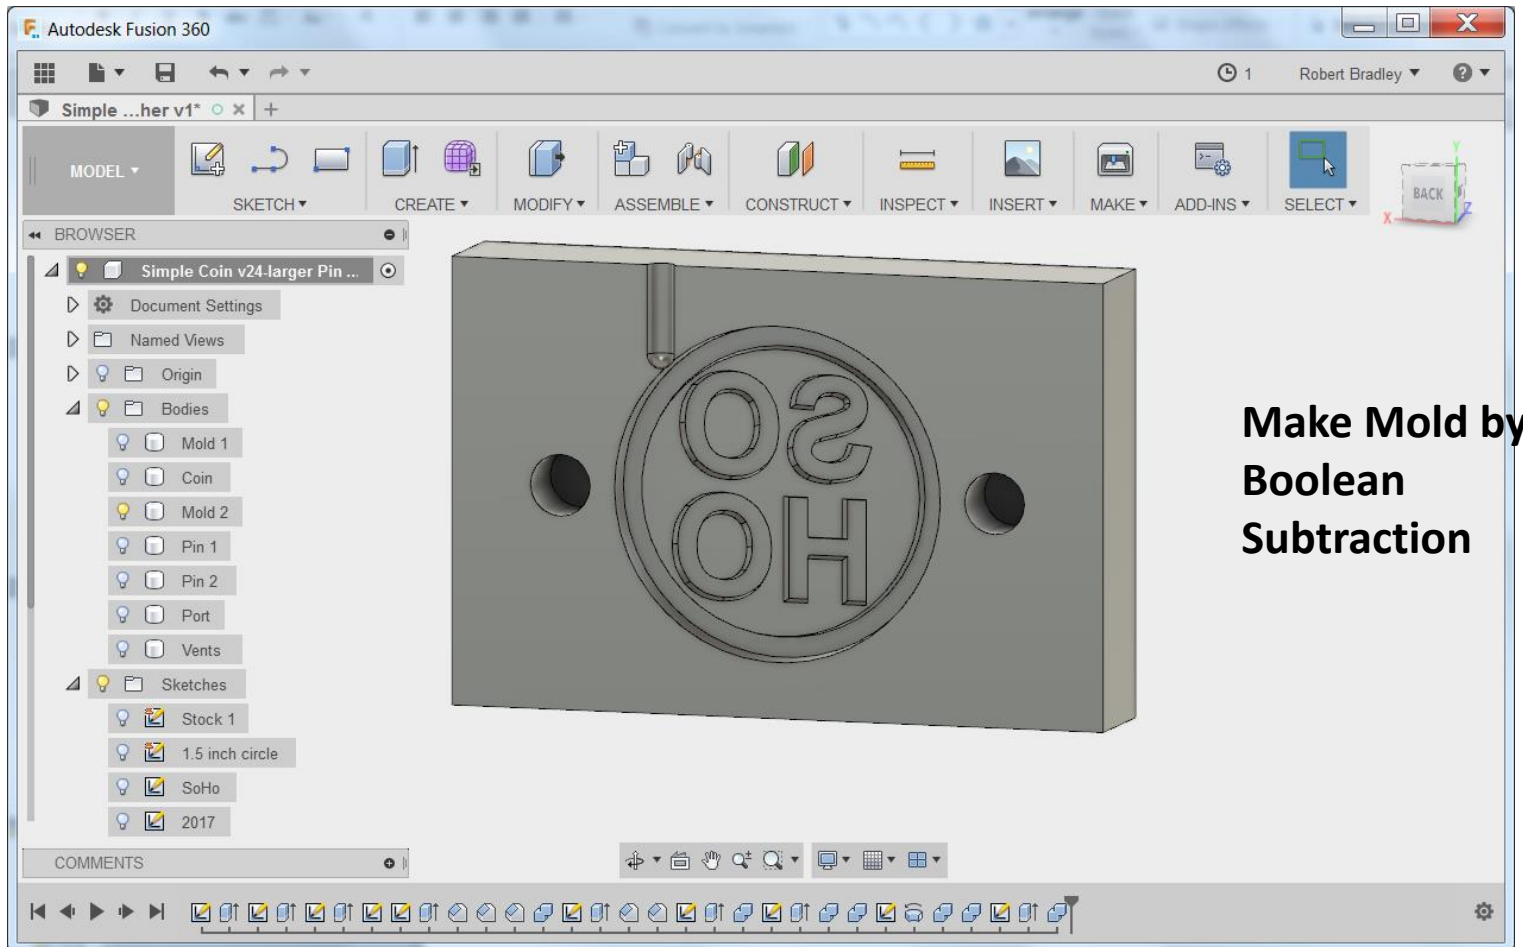 Autodesk Fusion 360
1 Robert Bradley
Simple ...her v1*
MODEL
SKETCH CREATE MODIFY ASSEMBLE CONSTRUCT INSPECT INSERT MAKE ADD-INS SELECT
BACK
X Y Z
BROWSER
Simple Coin v24-larger Pin ...
Document Settings
Named Views
Origin
Bodies
Mold 1
Coin
Mold 2
Pin 1
Pin 2
Port
Vents
Sketches
Stock 1
1.5 inch circle
SoHo
2017
COMMENTS
SO
HO
Make Mold by
Boolean
Subtraction